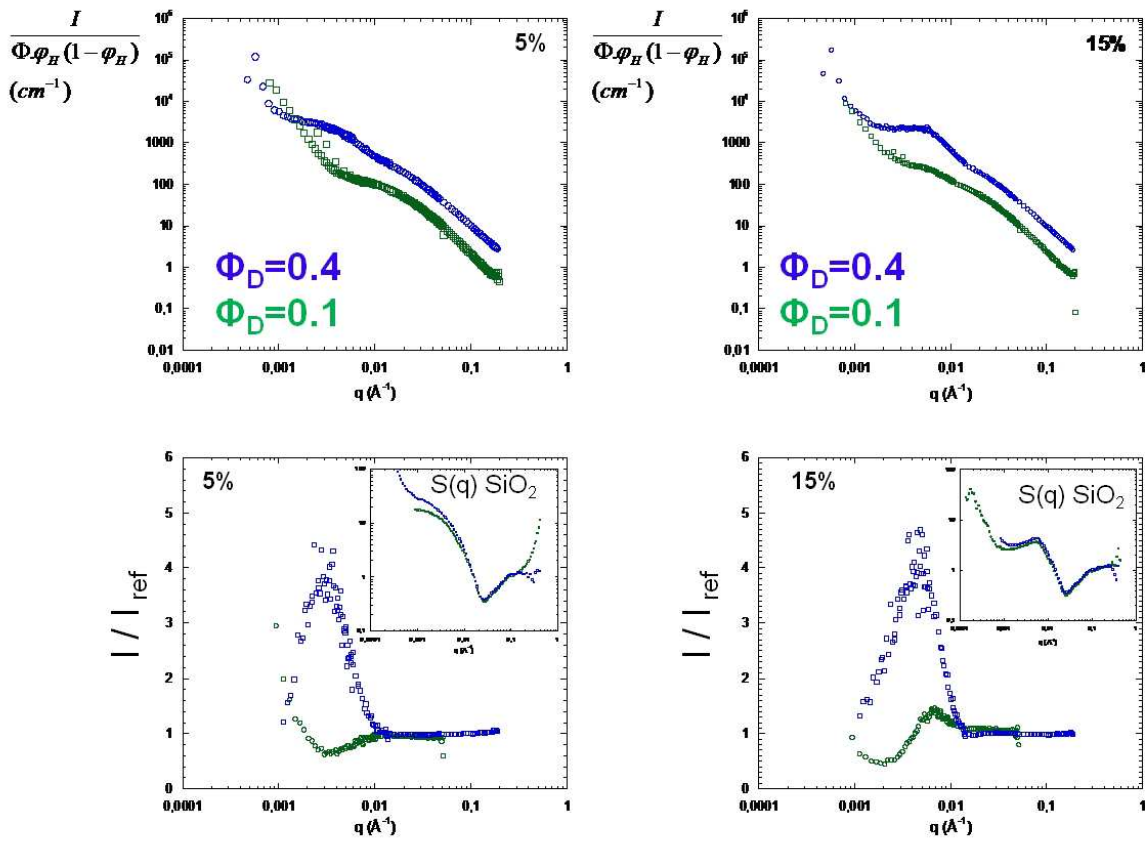 I
Φ.φH (1-φH)
(cm⁻¹)
10⁶
10⁵
10⁴
1000
100
10
1
0,1
0,01
5%
ΦD=0.4
ΦD=0.1
0,0001 0,001 0,01 0,1 1
q (Å⁻¹)
I
Φ.φH (1-φH)
(cm⁻¹)
10⁶
10⁵
10⁴
1000
100
10
1
0,1
0,01
15%
ΦD=0.4
ΦD=0.1
0,0001 0,001 0,01 0,1 1
q (Å⁻¹)
I / Iref
6
5
4
3
2
1
0
5%
S(q) SiO₂
q (Å⁻¹)
0,0001 0,001 0,01 0,1 1
q (Å⁻¹)
I / Iref
6
5
4
3
2
1
0
15%
S(q) SiO₂
q (Å⁻¹)
0,0001 0,001 0,01 0,1 1
q (Å⁻¹)